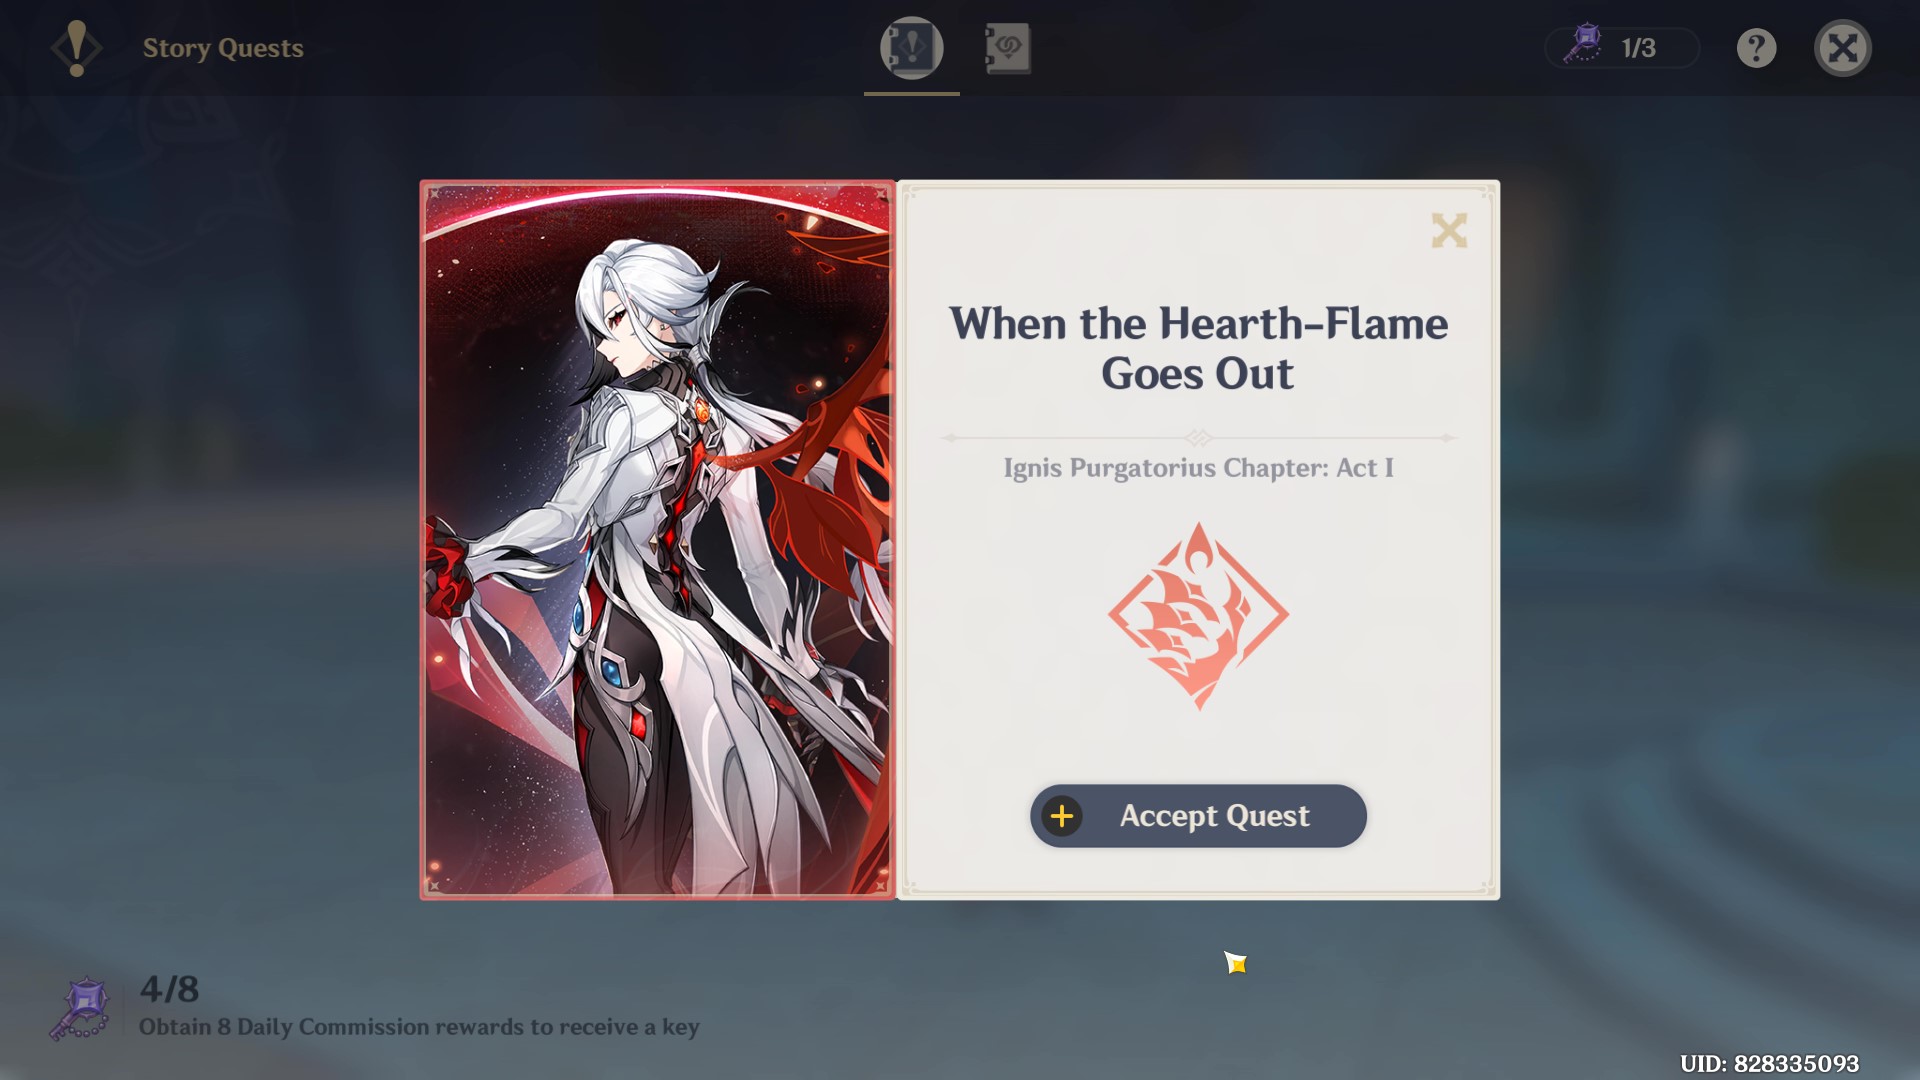 Story Quests
1/3
?
When the Hearth-Flame
Goes Out
Ignis Purgatorius Chapter: Act I
Accept Quest
4/8
Obtain 8 Daily Commission rewards to receive a key
UID: 828335093